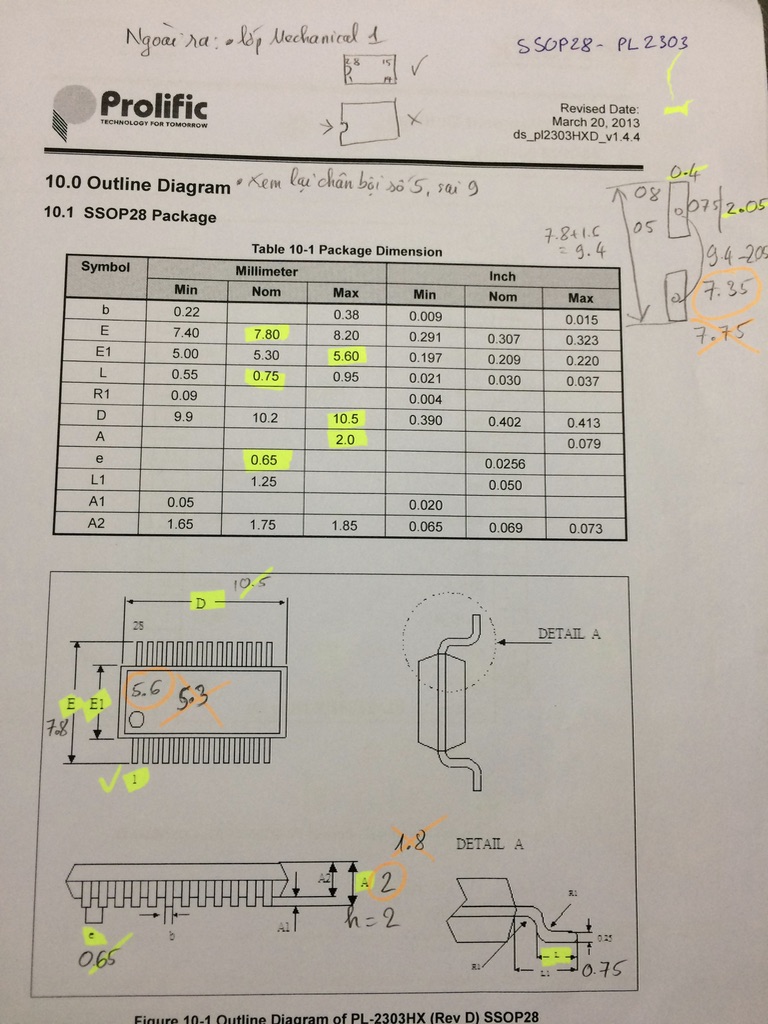 Ngoài ra: • lớp Mechanical 1
SSOP28 - PL2303
28 15
1 14 ✓
×
Prolific
TECHNOLOGY FOR TOMORROW
Revised Date:
March 20, 2013
ds_pl2303HXD_v1.4.4
10.0 Outline Diagram • Xem lại chân bội số 5, sai 9
10.1 SSOP28 Package
0.4
08
075 2.05
05
7.8+1.6
= 9.4
9.4-205
7.35
7.75
Table 10-1 Package Dimension
Symbol Millimeter Inch
Min Nom Max Min Nom Max
b 0.22 0.38 0.009 0.015
E 7.40 7.80 8.20 0.291 0.307 0.323
E1 5.00 5.30 5.60 0.197 0.209 0.220
L 0.55 0.75 0.95 0.021 0.030 0.037
R1 0.09 0.004
D 9.9 10.2 10.5 0.390 0.402 0.413
A 2.0 0.079
e 0.65 0.0256
L1 1.25 0.050
A1 0.05 0.020
A2 1.65 1.75 1.85 0.065 0.069 0.073
10.5
D
28
DETAIL A
E E1 5.6 5.3
7.8
✓ 1
1.8 DETAIL A
A2 A 2
A1 h=2
e b
0.65
R1
0.25
L
R1 L1 0.75
Figure 10-1 Outline Diagram of PL-2303HX (Rev D) SSOP28